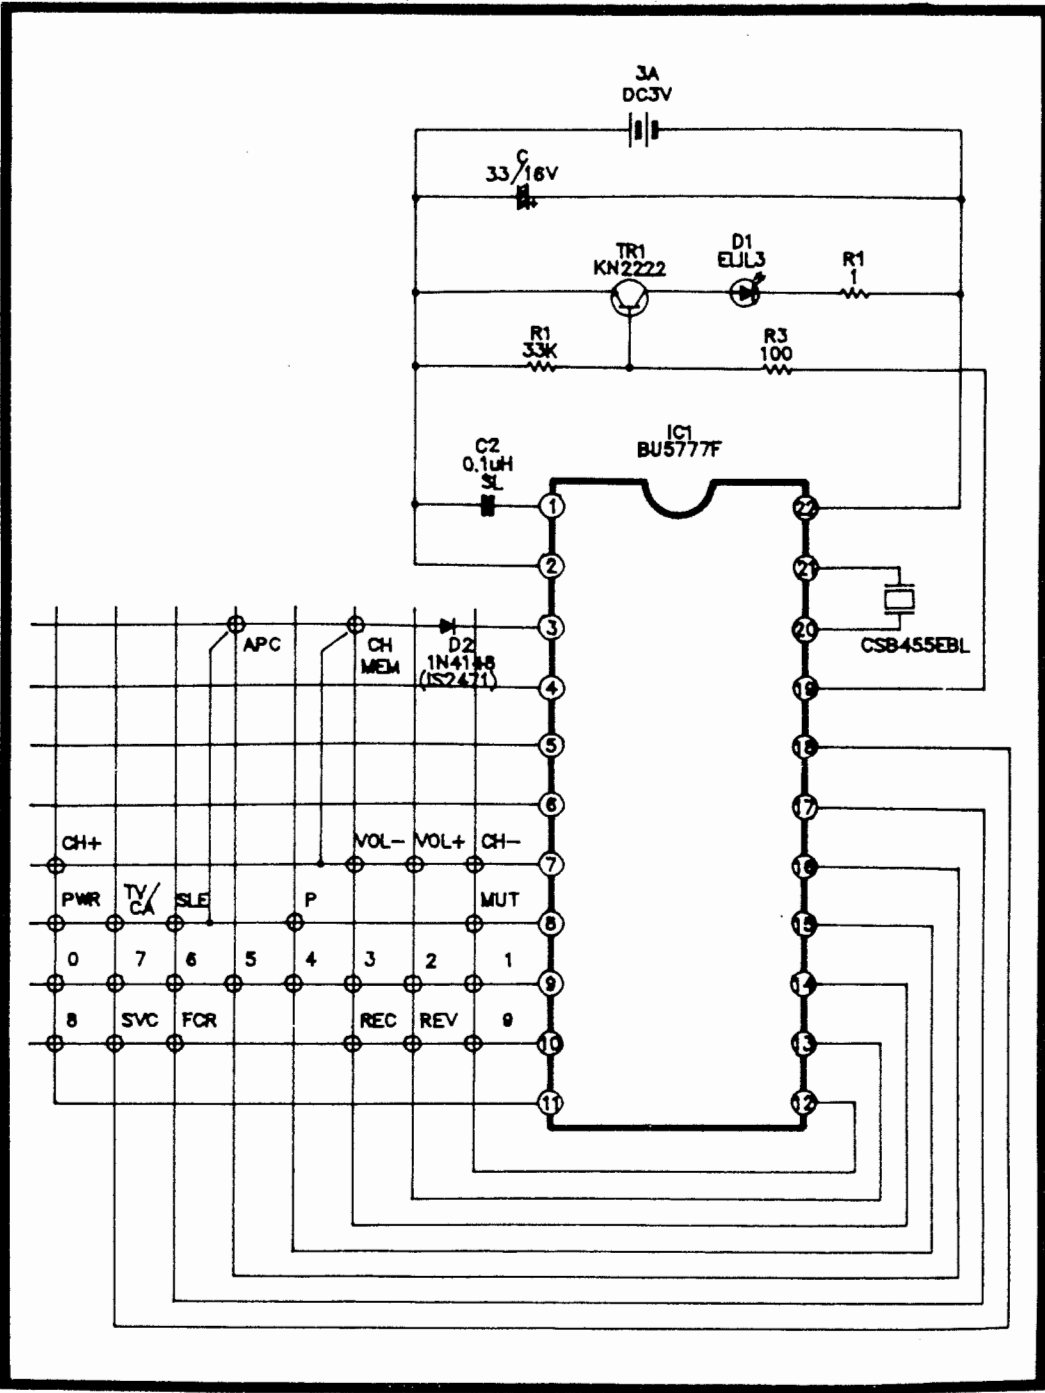 3A
DC3V
C
33/16V
TR1
KN2222
D1
R1
1
R1
33K
R3
100
IC1
BU5777F
C2
0.1uH
SL
1
22
2
21
3
20
CSB455EBL
APC
CH
MEM
D2
1N4148
(IS2471)
4
19
5
18
6
17
CH+
VOL-
VOL+
CH-
7
16
PWR
TV/
CA
SLE
P
MUT
8
15
0
7
6
5
4
3
2
1
9
14
8
SVC
FCR
REC
REV
9
10
13
11
12